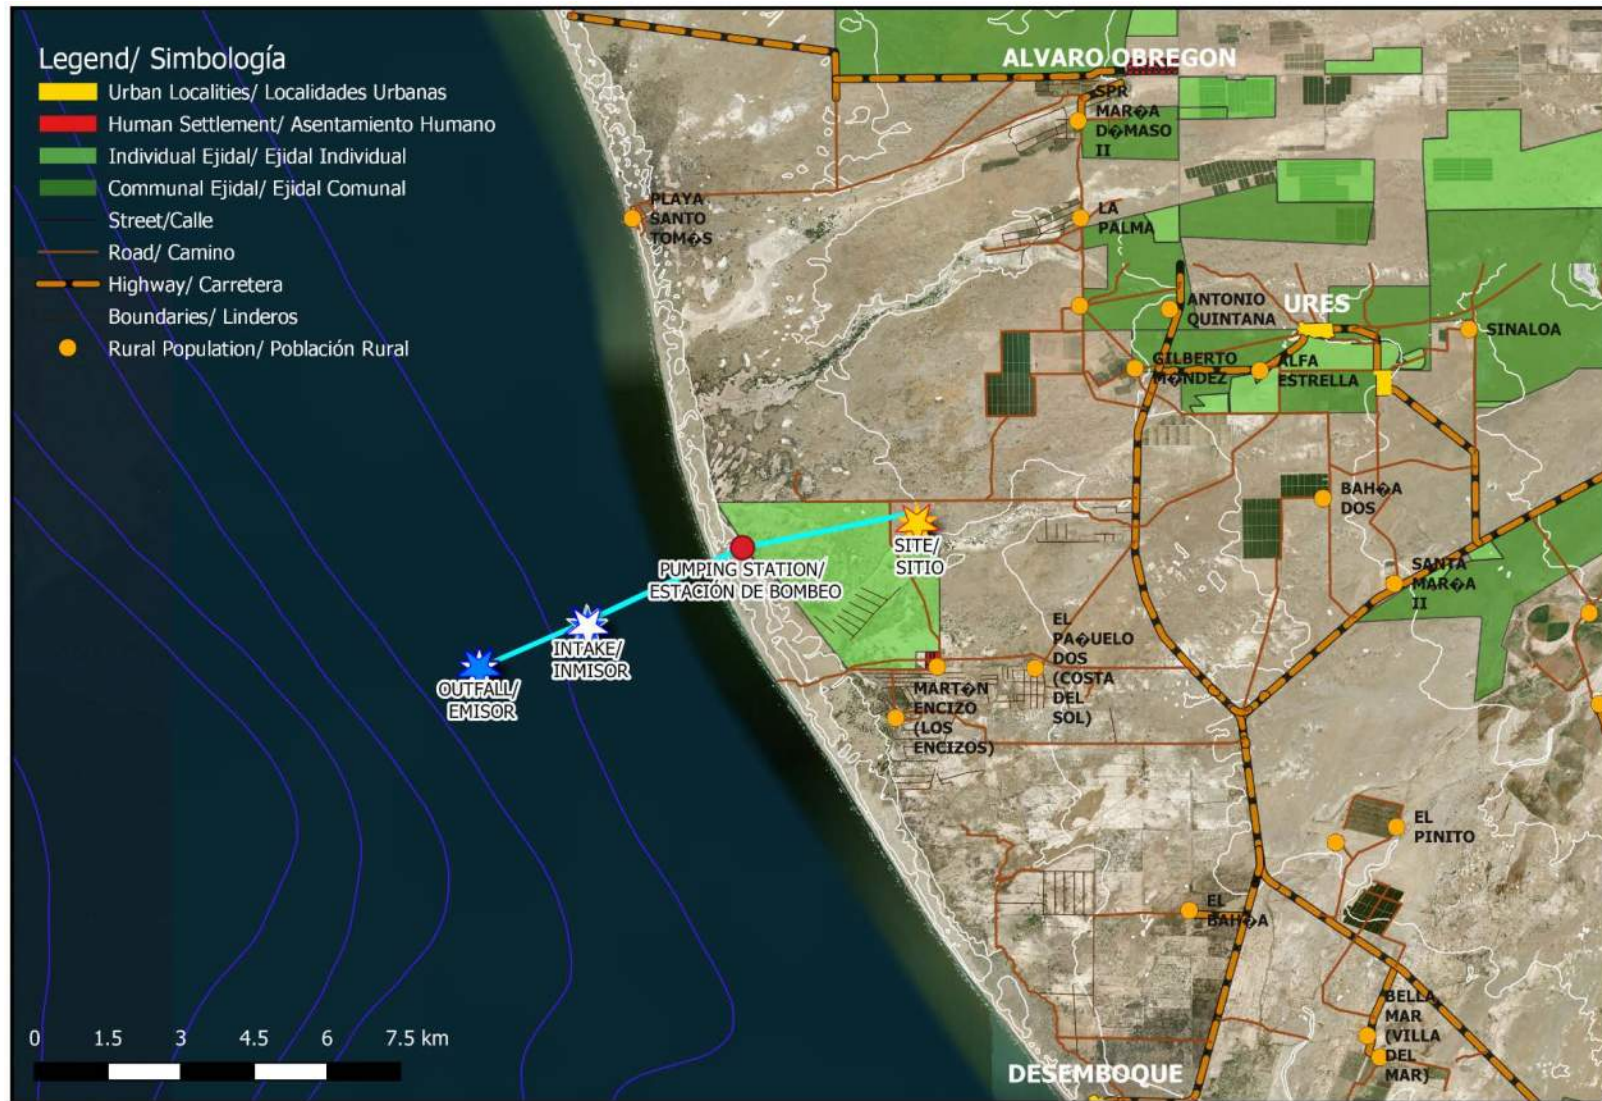 Legend/ Simbología
Urban Localities/ Localidades Urbanas
Human Settlement/ Asentamiento Humano
Individual Ejidal/ Ejidal Individual
Communal Ejidal/ Ejidal Comunal
Street/Calle
Road/ Camino
Highway/ Carretera
Boundaries/ Linderos
Rural Population/ Población Rural
ALVARO OBREGON
SPR
MAR�A
D�MASO
II
PLAYA
SANTO
TOM�S
LA
PALMA
ANTONIO
QUINTANA
URES
SINALOA
GILBERTO
M�NDEZ
ALFA
ESTRELLA
BAH�A
DOS
SITE/
SITIO
PUMPING STATION/
ESTACIÓN DE BOMBEO
SANTA
MAR�A
II
INTAKE/
INMISOR
OUTFALL/
EMISOR
EL
PA�UELO
DOS
(COSTA
DEL
SOL)
MART�N
ENCIZO
(LOS
ENCIZOS)
EL
PINITO
EL
BAH�A
BELLA
MAR
(VILLA
DEL
MAR)
DESEMBOQUE
0 1.5 3 4.5 6 7.5 km